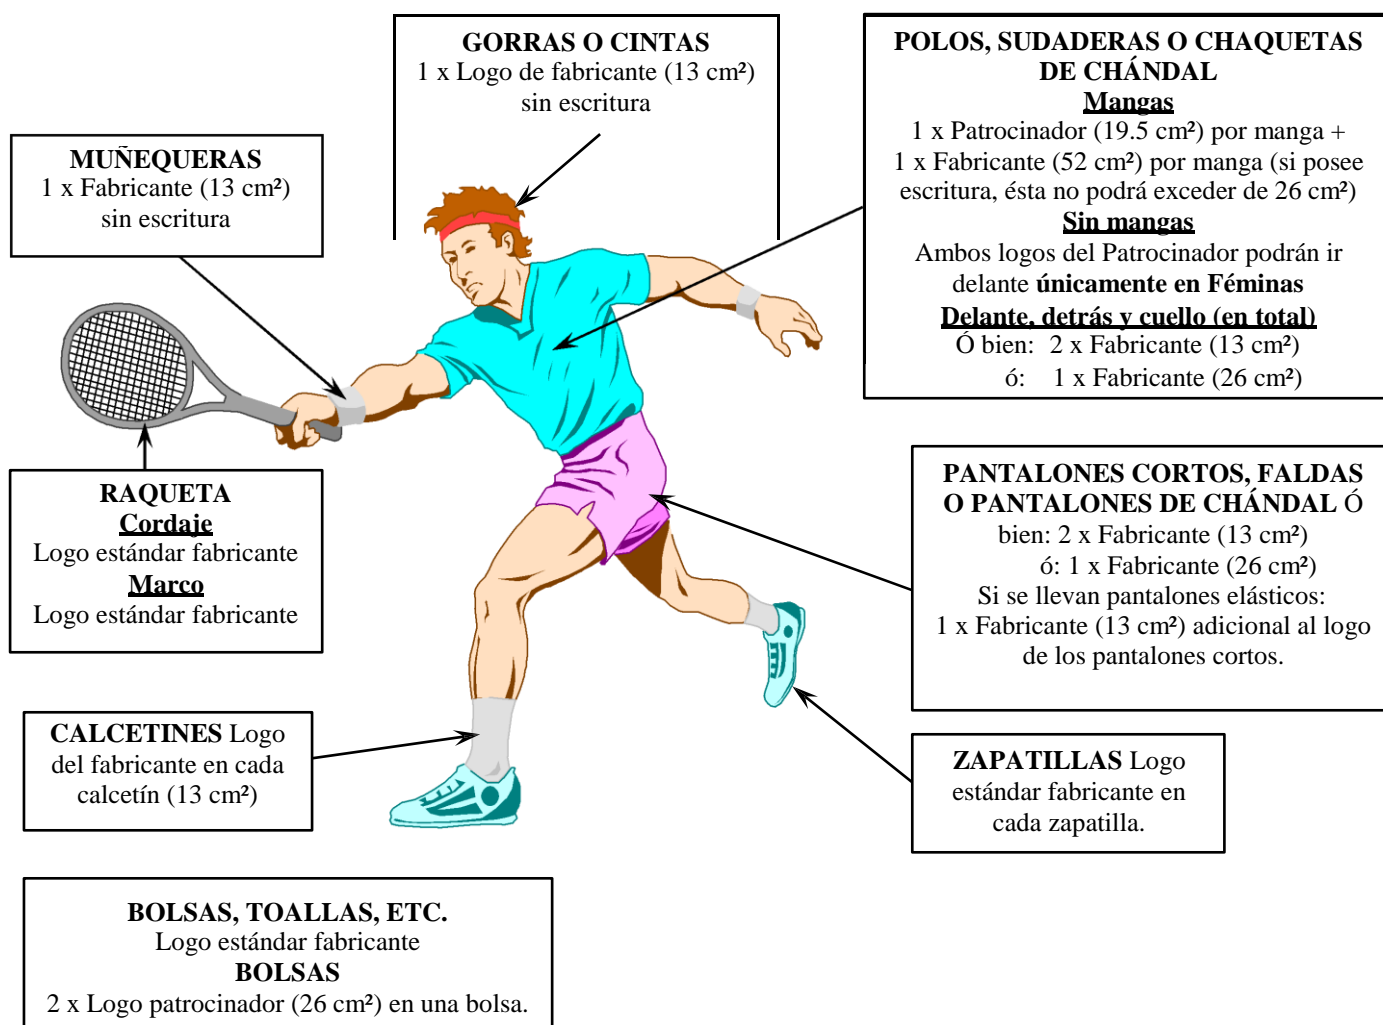 GORRAS O CINTAS
1 x Logo de fabricante (13 cm²)
sin escritura
POLOS, SUDADERAS O CHAQUETAS
DE CHÁNDAL
Mangas
1 x Patrocinador (19.5 cm²) por manga +
1 x Fabricante (52 cm²) por manga (si posee
escritura, ésta no podrá exceder de 26 cm²)
Sin mangas
Ambos logos del Patrocinador podrán ir
delante únicamente en Féminas
Delante, detrás y cuello (en total)
Ó bien: 2 x Fabricante (13 cm²)
ó: 1 x Fabricante (26 cm²)
MUÑEQUERAS
1 x Fabricante (13 cm²)
sin escritura
RAQUETA
Cordaje
Logo estándar fabricante
Marco
Logo estándar fabricante
PANTALONES CORTOS, FALDAS
O PANTALONES DE CHÁNDAL Ó
bien: 2 x Fabricante (13 cm²)
ó: 1 x Fabricante (26 cm²)
Si se llevan pantalones elásticos:
1 x Fabricante (13 cm²) adicional al logo
de los pantalones cortos.
CALCETINES Logo
del fabricante en cada
calcetín (13 cm²)
ZAPATILLAS Logo
estándar fabricante en
cada zapatilla.
BOLSAS, TOALLAS, ETC.
Logo estándar fabricante
BOLSAS
2 x Logo patrocinador (26 cm²) en una bolsa.